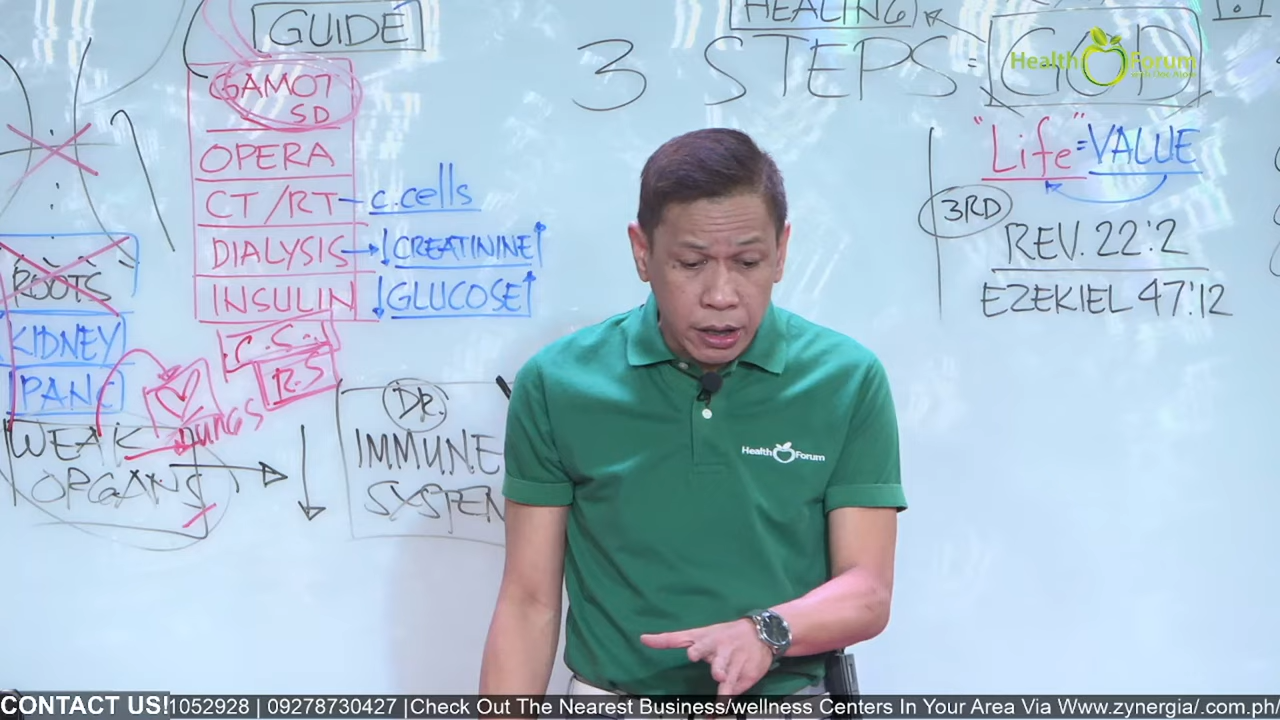 GUIDE
GAMOT
SD
OPERA
CT/RT
c.cells
DIALYSIS
CREATININE
INSULIN
GLUCOSE
C.S.
R.S
ROOTS
KIDNEY
PANC
WEAK
Lungs
ORGANS
DR.
IMMUNE
SYSTEM
HEALING
3 STEPS = GOD
Health Forum
"Life" = VALUE
3RD
REV. 22:2
EZEKIEL 47:12
Health Forum
CONTACT US! 1052928 | 09278730427 | Check Out The Nearest Business/wellness Centers In Your Area Via Www.zynergia/.com.ph/